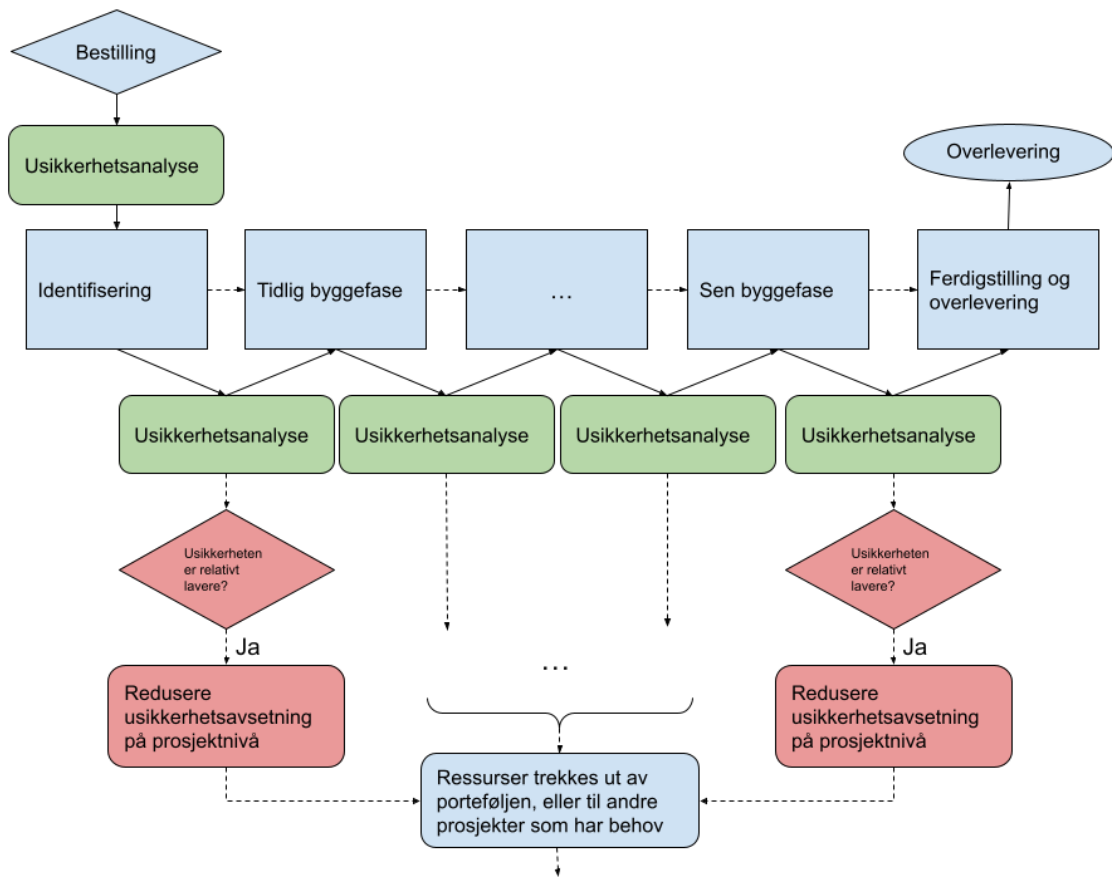 Bestilling
Usikkerhetsanalyse
Overlevering
Identifisering
Tidlig byggefase
...
Sen byggefase
Ferdigstilling og
overlevering
Usikkerhetsanalyse
Usikkerhetsanalyse
Usikkerhetsanalyse
Usikkerhetsanalyse
Usikkerheten
er relativt
lavere?
Usikkerheten
er relativt
lavere?
Ja
Ja
...
Redusere
usikkerhetsavsetning
på prosjektnivå
Redusere
usikkerhetsavsetning
på prosjektnivå
Ressurser trekkes ut av
porteføljen, eller til andre
prosjekter som har behov